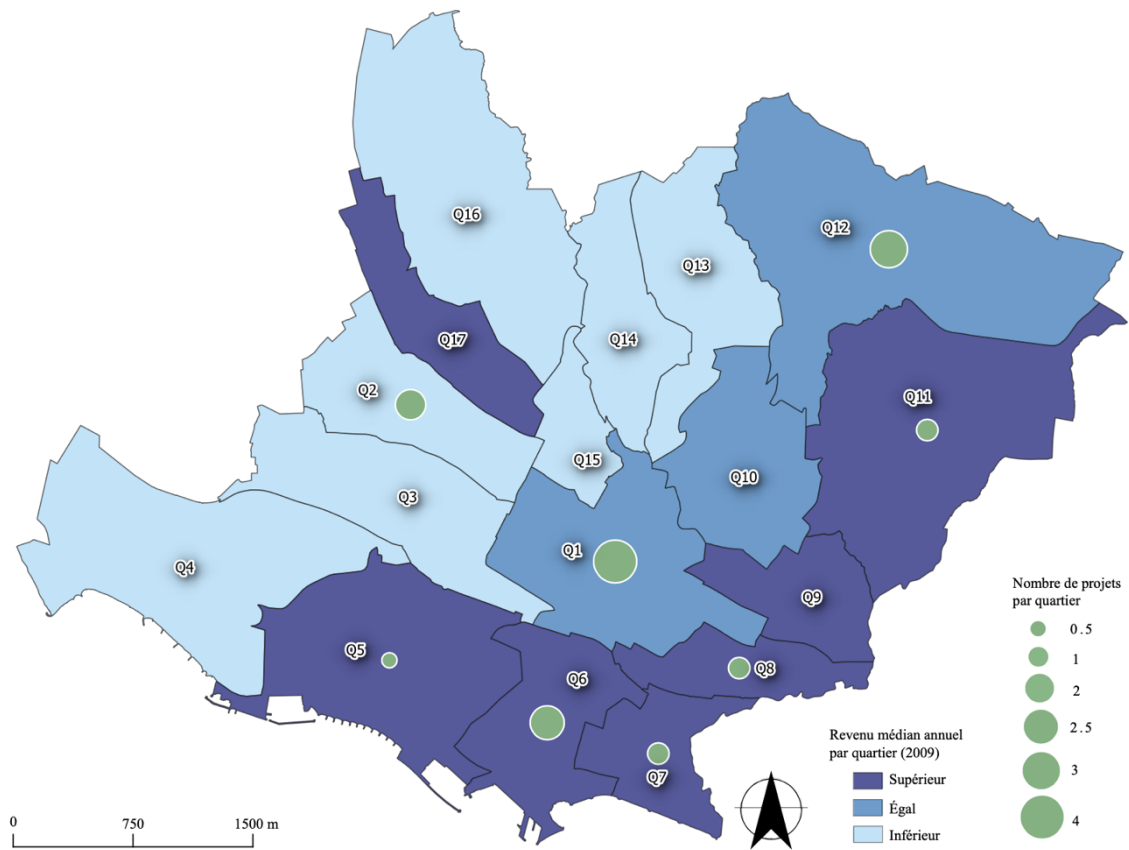 Q16
Q12
Q13
Q17
Q14
Q2
Q11
Q15
Q10
Q3
Q1
Q4
Q9
Q5
Q6
Q8
Q7
Nombre de projets
par quartier
0.5
1
2
2.5
3
4
Revenu médian annuel
par quartier (2009)
Supérieur
Égal
Inférieur
0 750 1500 m